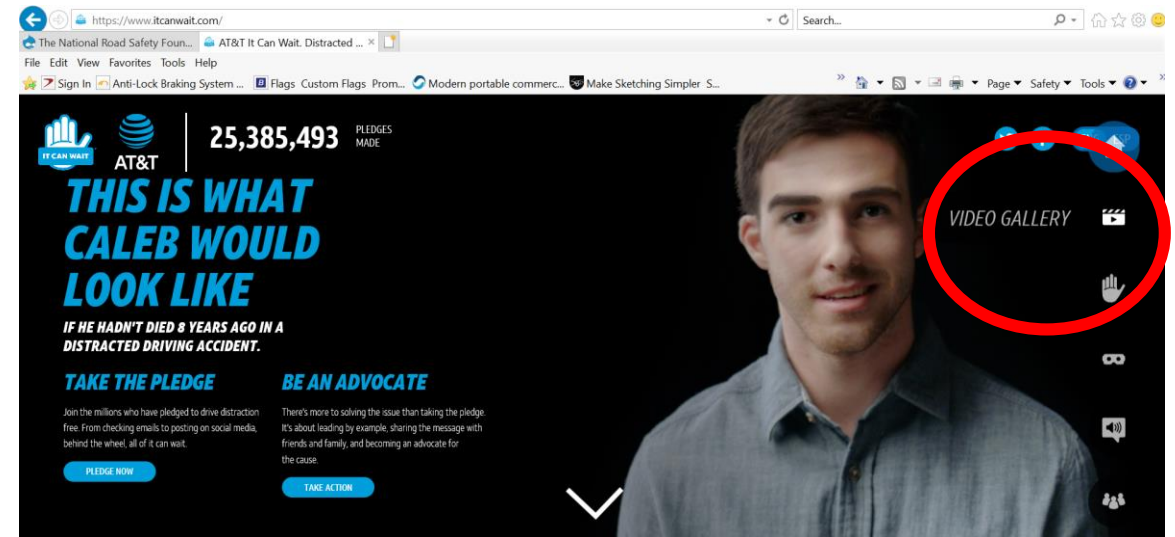 https://www.itcanwait.com/
Search...
The National Road Safety Foun...
AT&T It Can Wait. Distracted ...
File Edit View Favorites Tools Help
Sign In
Anti-Lock Braking System ...
Flags Custom Flags Prom...
Modern portable commerc...
Make Sketching Simpler S...
Page
Safety
Tools
IT CAN WAIT
AT&T
25,385,493
PLEDGES
MADE
THIS IS WHAT
CALEB WOULD
LOOK LIKE
IF HE HADN'T DIED 8 YEARS AGO IN A
DISTRACTED DRIVING ACCIDENT.
TAKE THE PLEDGE
Join the millions who have pledged to drive distraction
free. From checking emails to posting on social media,
behind the wheel, all of it can wait.
PLEDGE NOW
BE AN ADVOCATE
There's more to solving the issue than taking the pledge.
It's about leading by example, sharing the message with
friends and family, and becoming an advocate for
the cause.
TAKE ACTION
VIDEO GALLERY